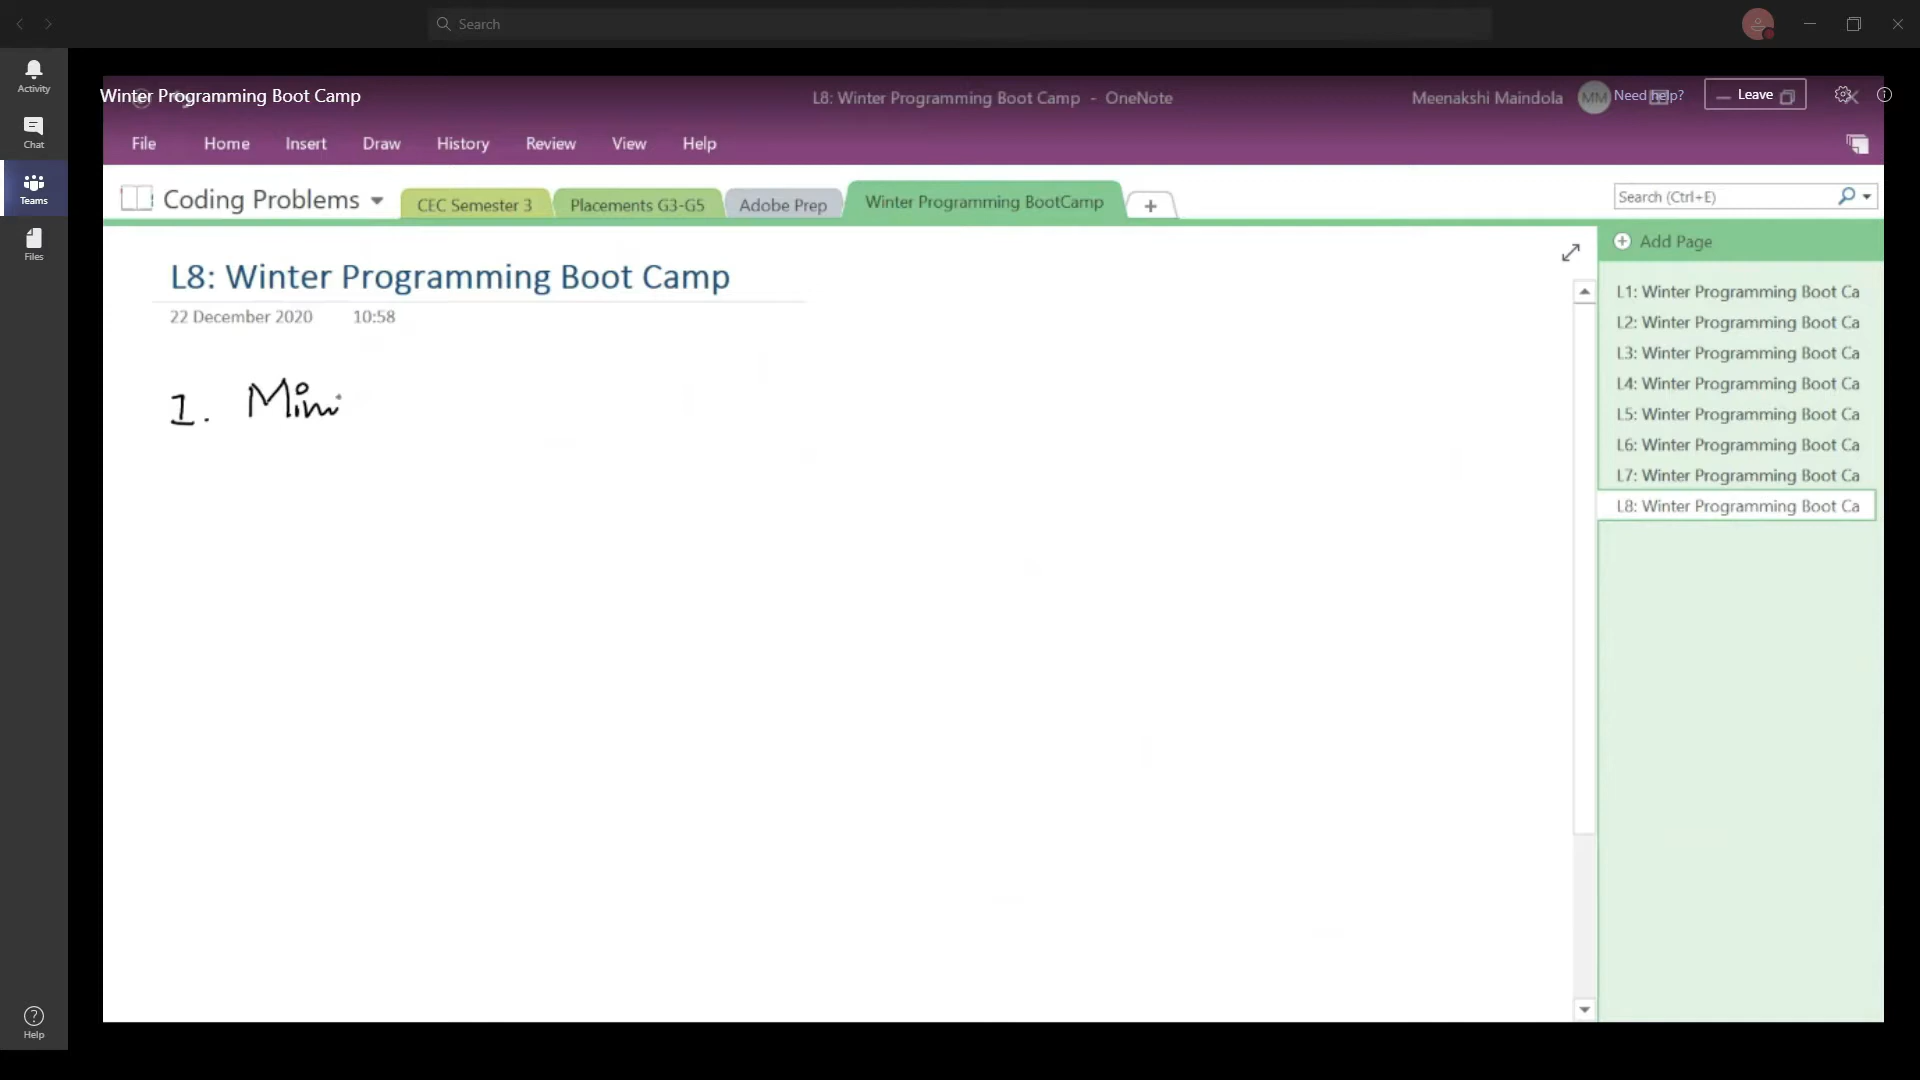 Search
Activity
Chat
Teams
Files
Help
Winter Programming Boot Camp
L8: Winter Programming Boot Camp - OneNote
Meenakshi Maindola
MM
Need help?
Leave
File Home Insert Draw History Review View Help
Coding Problems
CEC Semester 3
Placements G3-G5
Adobe Prep
Winter Programming BootCamp
+
Search (Ctrl+E)
L8: Winter Programming Boot Camp
22 December 2020 10:58
1. Mini
Add Page
L1: Winter Programming Boot Ca
L2: Winter Programming Boot Ca
L3: Winter Programming Boot Ca
L4: Winter Programming Boot Ca
L5: Winter Programming Boot Ca
L6: Winter Programming Boot Ca
L7: Winter Programming Boot Ca
L8: Winter Programming Boot Ca